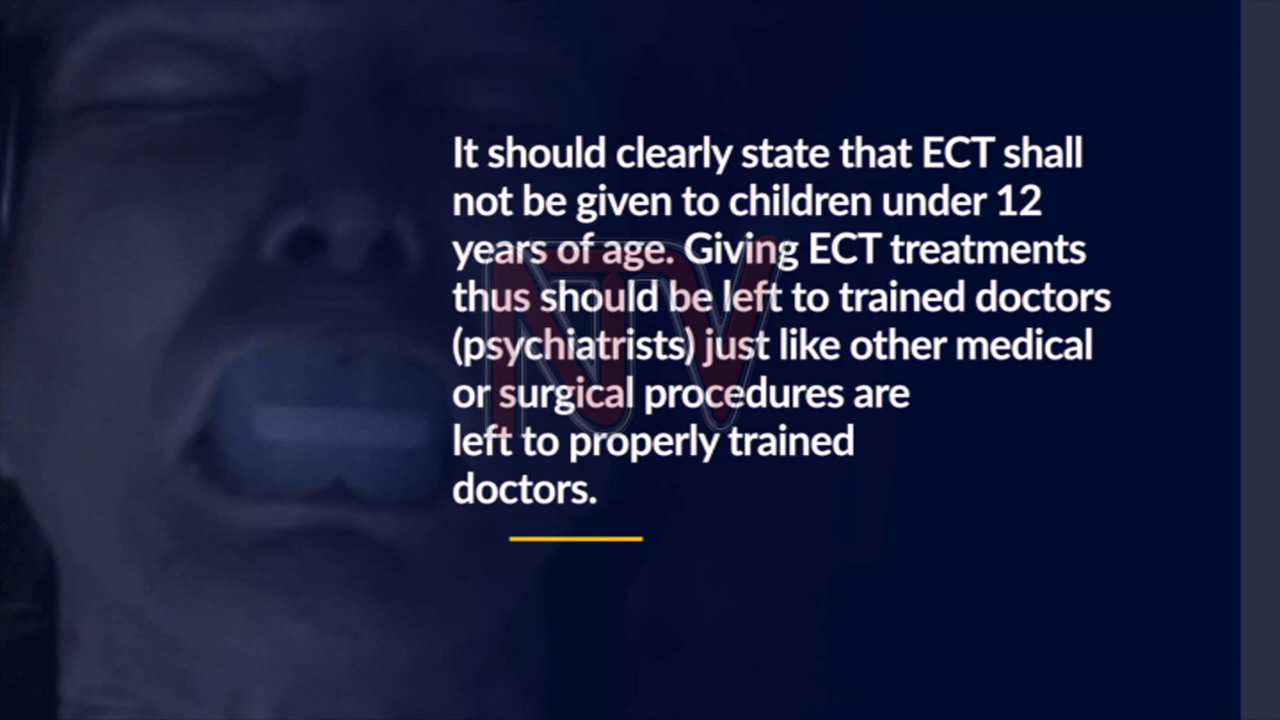 It should clearly state that ECT shall
not be given to children under 12
years of age. Giving ECT treatments
thus should be left to trained doctors
(psychiatrists) just like other medical
or surgical procedures are
left to properly trained
doctors.
NTV